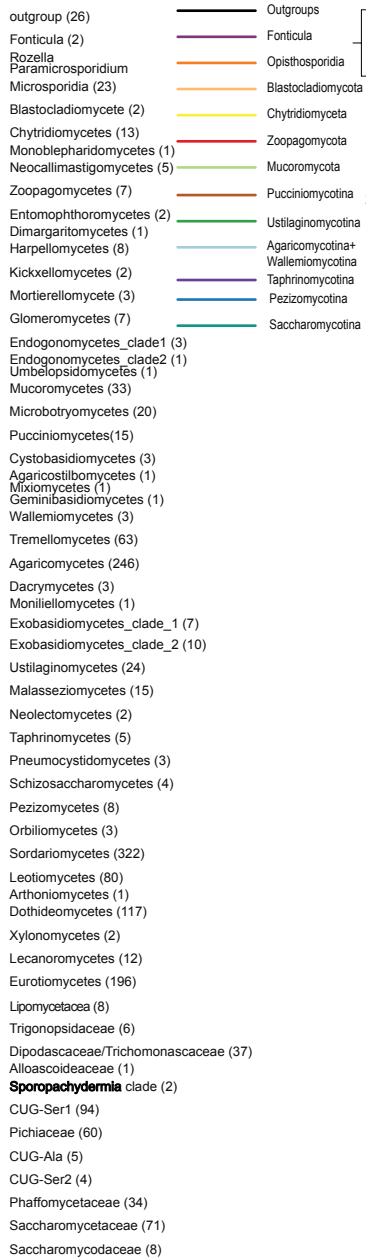 outgroup (26)
Fonticula (2)
Rozella
Paramicrosporidium
Microsporidia (23)
Blastocladiomycete (2)
Chytridiomycetes (13)
Monoblepharidomycetes (1)
Neocallimastigomycetes (5)
Zoopagomycetes (7)
Entomophthoromycetes (2)
Dimargaritomycetes (1)
Harpellomycetes (8)
Kickxellomycetes (2)
Mortierellomycete (3)
Glomeromycetes (7)
Endogonomycetes_clade1 (3)
Endogonomycetes_clade2 (1)
Umbelopsidomycetes (1)
Mucoromycetes (33)
Microbotryomycetes (20)
Pucciniomycetes(15)
Cystobasidiomycetes (3)
Agaricostilbomycetes (1)
Mixiomycetes (1)
Geminibasidiomycetes (1)
Wallemiomycetes (3)
Tremellomycetes (63)
Agaricomycetes (246)
Dacrymycetes (3)
Moniliellomycetes (1)
Exobasidiomycetes_clade_1 (7)
Exobasidiomycetes_clade_2 (10)
Ustilaginomycetes (24)
Malasseziomycetes (15)
Neolectomycetes (2)
Taphrinomycetes (5)
Pneumocystidomycetes (3)
Schizosaccharomycetes (4)
Pezizomycetes (8)
Orbiliomycetes (3)
Sordariomycetes (322)
Leotiomycetes (80)
Arthoniomycetes (1)
Dothideomycetes (117)
Xylonomycetes (2)
Lecanoromycetes (12)
Eurotiomycetes (196)
Lipomycetacea (8)
Trigonopsidaceae (6)
Dipodascaceae/Trichomonascaceae (37)
Alloascoideaceae (1)
Sporopachydermia clade (2)
CUG-Ser1 (94)
Pichiaceae (60)
CUG-Ala (5)
CUG-Ser2 (4)
Phaffomycetaceae (34)
Saccharomycetaceae (71)
Saccharomycodaceae (8)
Outgroups
Fonticula
Opisthosporidia
Blastocladiomycota
Chytridiomyceta
Zoopagomycota
Mucoromycota
Pucciniomycotina
Ustilaginomycotina
Agaricomycotina+
Wallemiomycotina
Taphrinomycotina
Pezizomycotina
Saccharomycotina